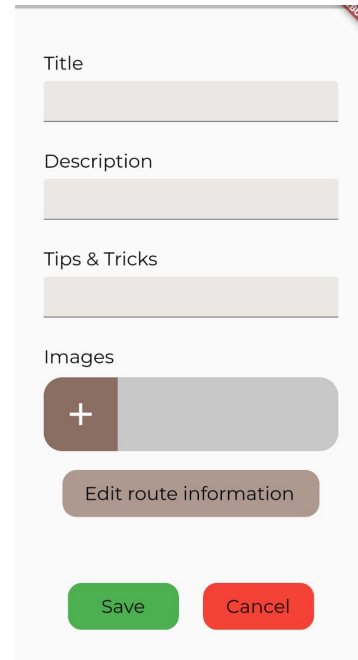 Title
Description
Tips & Tricks
Images
+
Edit route information
Save
Cancel